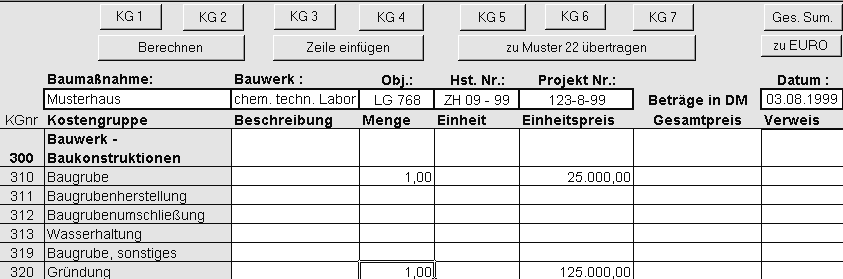 KG 1 KG 2 KG 3 KG 4 KG 5 KG 6 KG 7 Ges. Sum.
Berechnen Zeile einfügen zu Muster 22 übertragen zu EURO
Baumaßnahme: Bauwerk : Obj.: Hst. Nr.: Projekt Nr.: Datum :
Musterhaus chem. techn. Labor LG 768 ZH 09 - 99 123-8-99 Beträge in DM 03.08.1999
KGnr Kostengruppe Beschreibung Menge Einheit Einheitspreis Gesamtpreis Verweis
Bauwerk -
300 Baukonstruktionen
310 Baugrube 1,00 25.000,00
311 Baugrubenherstellung
312 Baugrubenumschließung
313 Wasserhaltung
319 Baugrube, sonstiges
320 Gründung 1,00 125.000,00